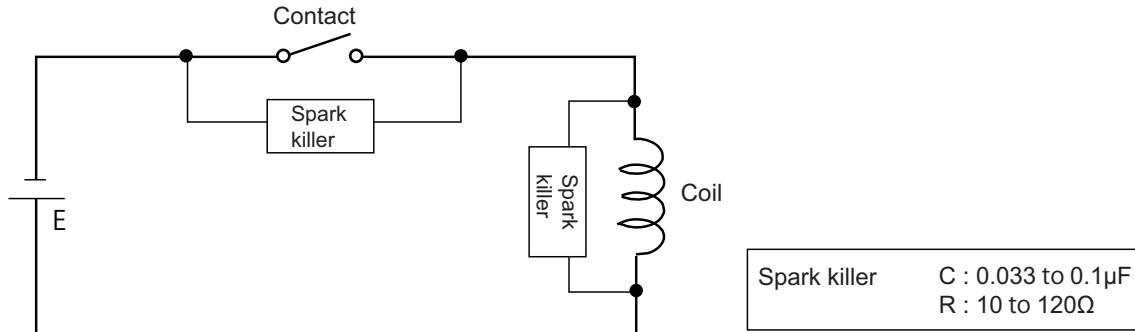 Contact
Spark
killer
Spark
killer
Coil
E
Spark killer C : 0.033 to 0.1µF
R : 10 to 120Ω